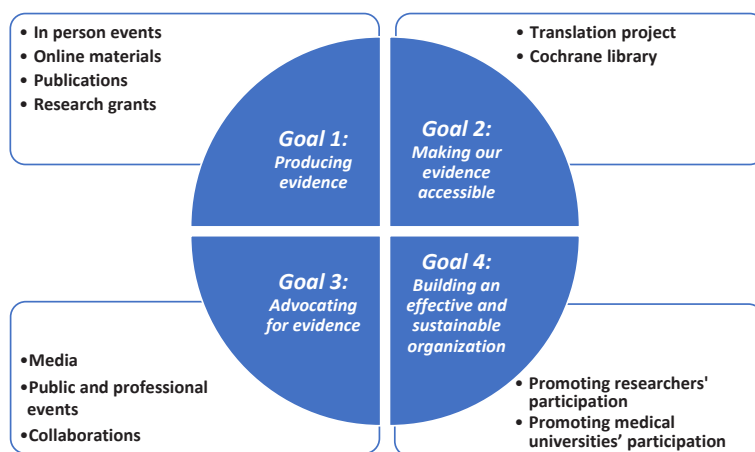 • In person events
• Online materials
• Publications
• Research grants
• Translation project
• Cochrane library
Goal 1:
Producing
evidence
Goal 2:
Making our
evidence
accessible
Goal 3:
Advocating
for evidence
Goal 4:
Building an
effective and
sustainable
organization
•Media
•Public and professional
events
•Collaborations
• Promoting researchers'
participation
• Promoting medical
universities’ participation